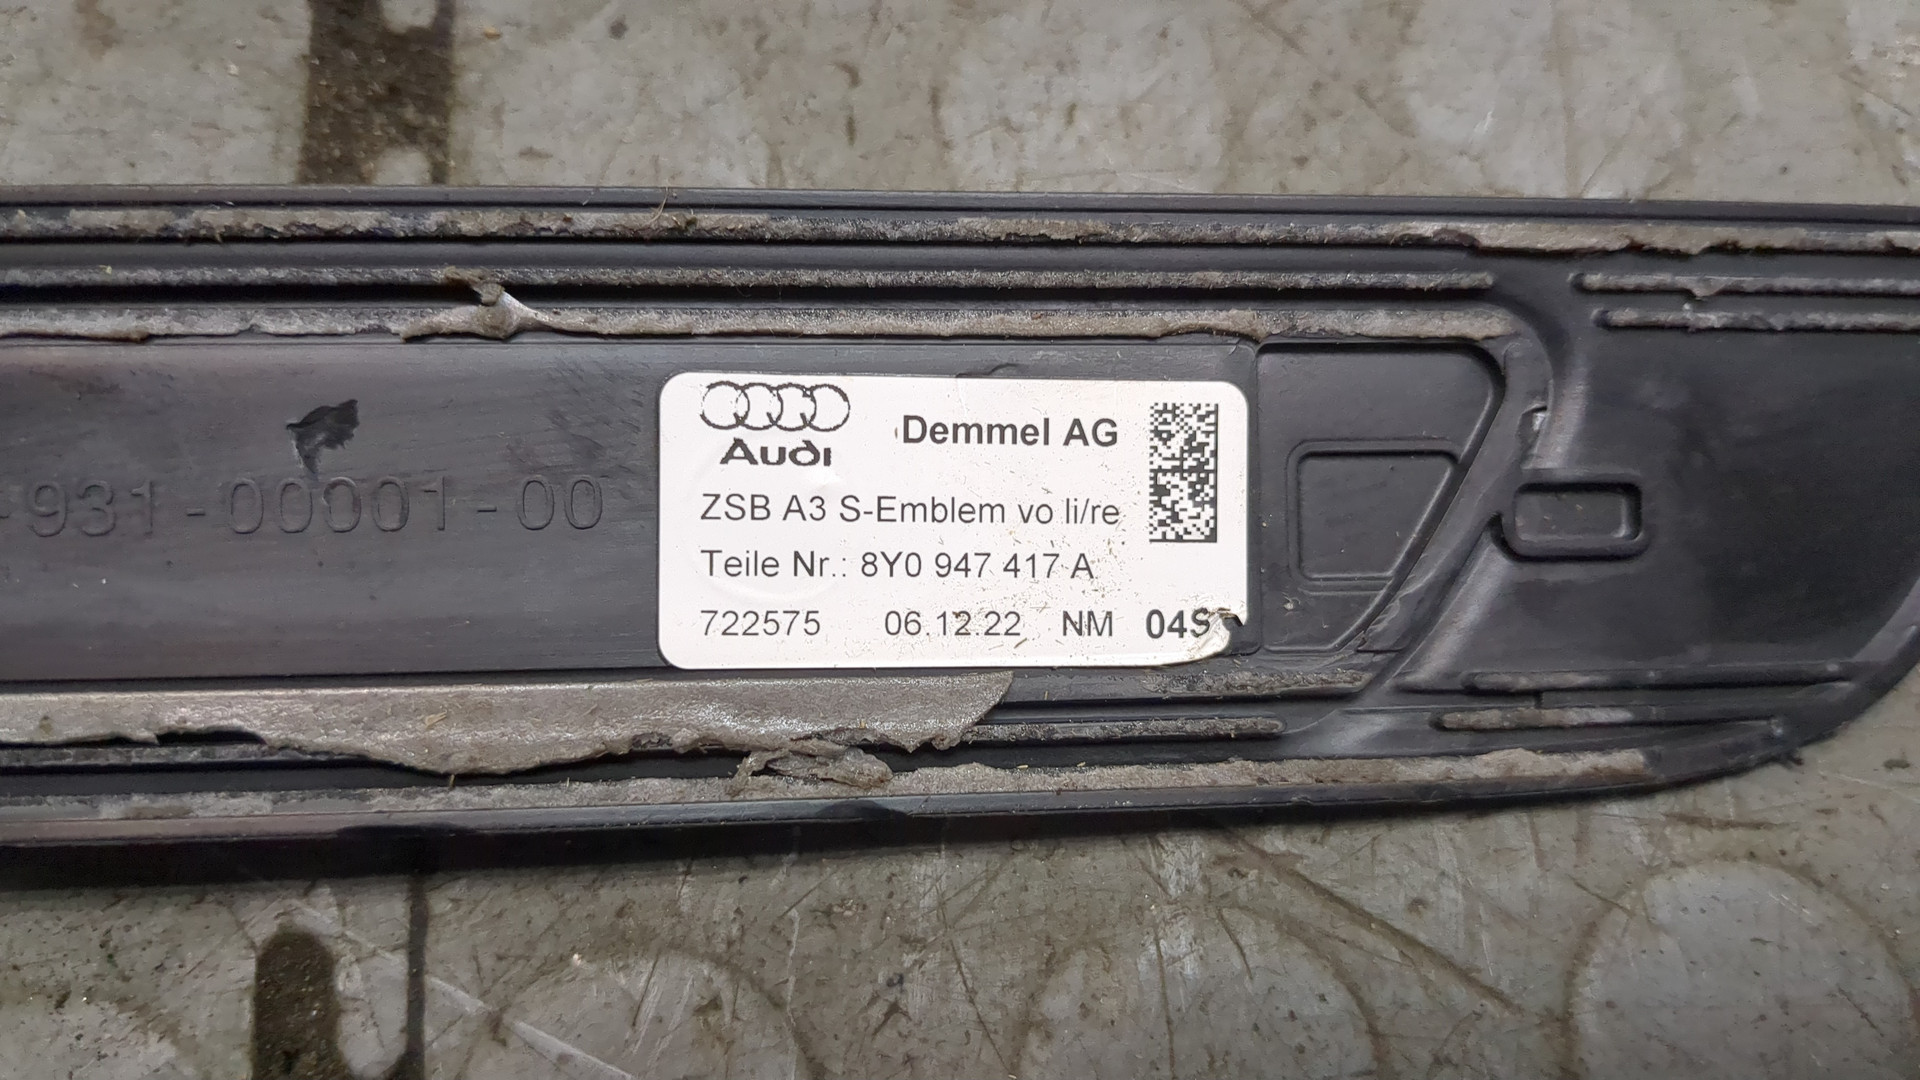 -931-00001-00
Audi
Demmel AG
ZSB A3 S-Emblem vo li/re
Teile Nr.: 8Y0 947 417 A
722575 06.12.22 NM 04S